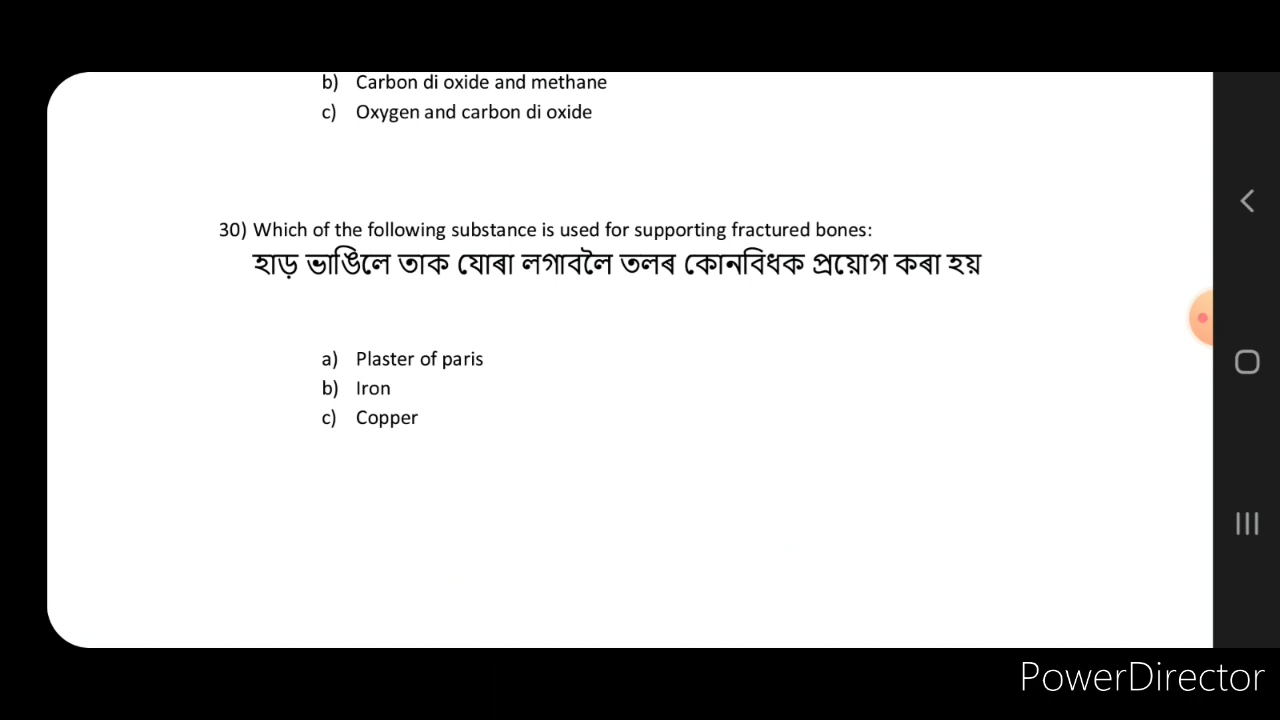 b) Carbon di oxide and methane
c) Oxygen and carbon di oxide
30) Which of the following substance is used for supporting fractured bones:
হাড় ভাঙিলে তাক যোৰা লগাবলৈ তলৰ কোনবিধক প্ৰয়োগ কৰা হয়
a) Plaster of paris
b) Iron
c) Copper
PowerDirector